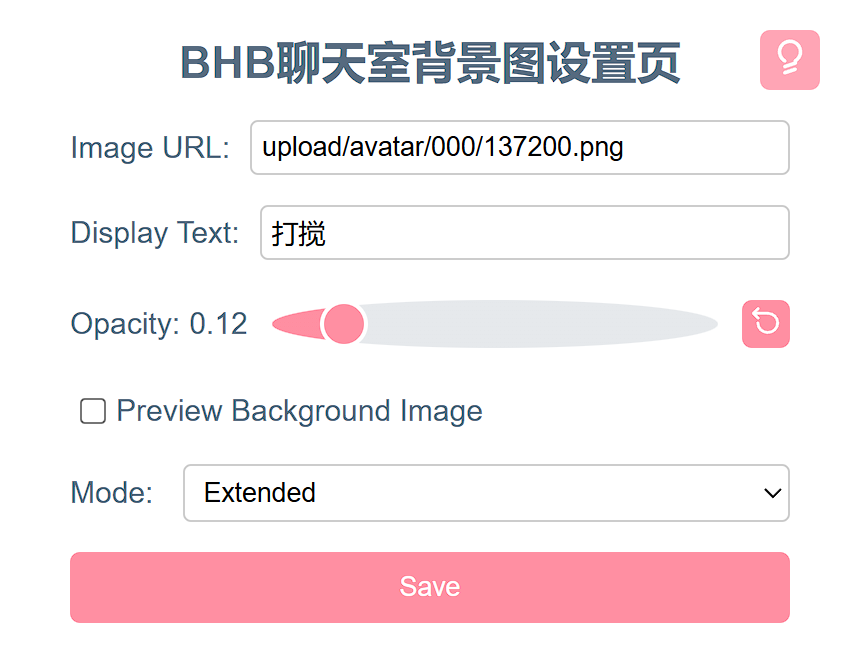 BHB聊天室背景图设置页
Image URL: upload/avatar/000/137200.png
Display Text: 打搅
Opacity: 0.12
Preview Background Image
Mode: Extended
Save